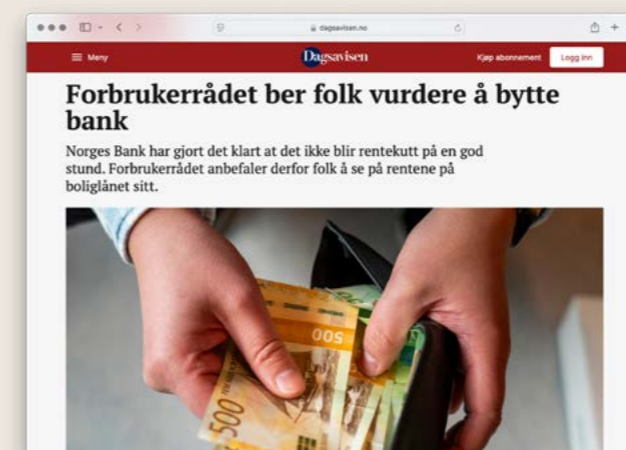 dagsavisen.no
Meny
Dagsavisen
Kjøp abonnement
Logg inn
Forbrukerrådet ber folk vurdere å bytte
bank
Norges Bank har gjort det klart at det ikke blir rentekutt på en god
stund. Forbrukerrådet anbefaler derfor folk å se på rentene på
boliglånet sitt.
500
500